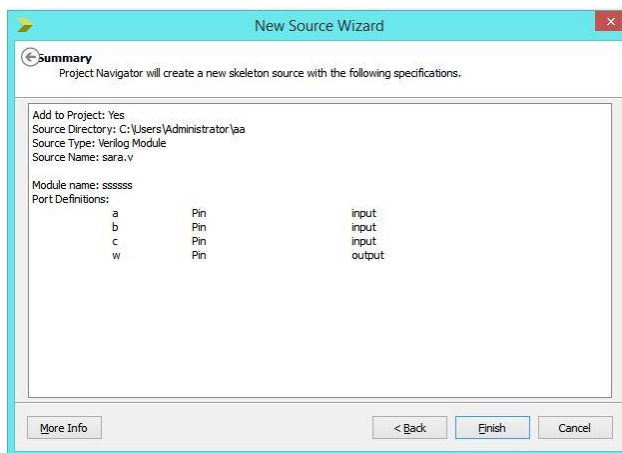 New Source Wizard
Summary
Project Navigator will create a new skeleton source with the following specifications.
Add to Project: Yes
Source Directory: C:\Users\Administrator\aa
Source Type: Verilog Module
Source Name: sara.v
Module name: ssssss
Port Definitions:
a Pin input
b Pin input
c Pin input
w Pin output
More Info < Back Finish Cancel